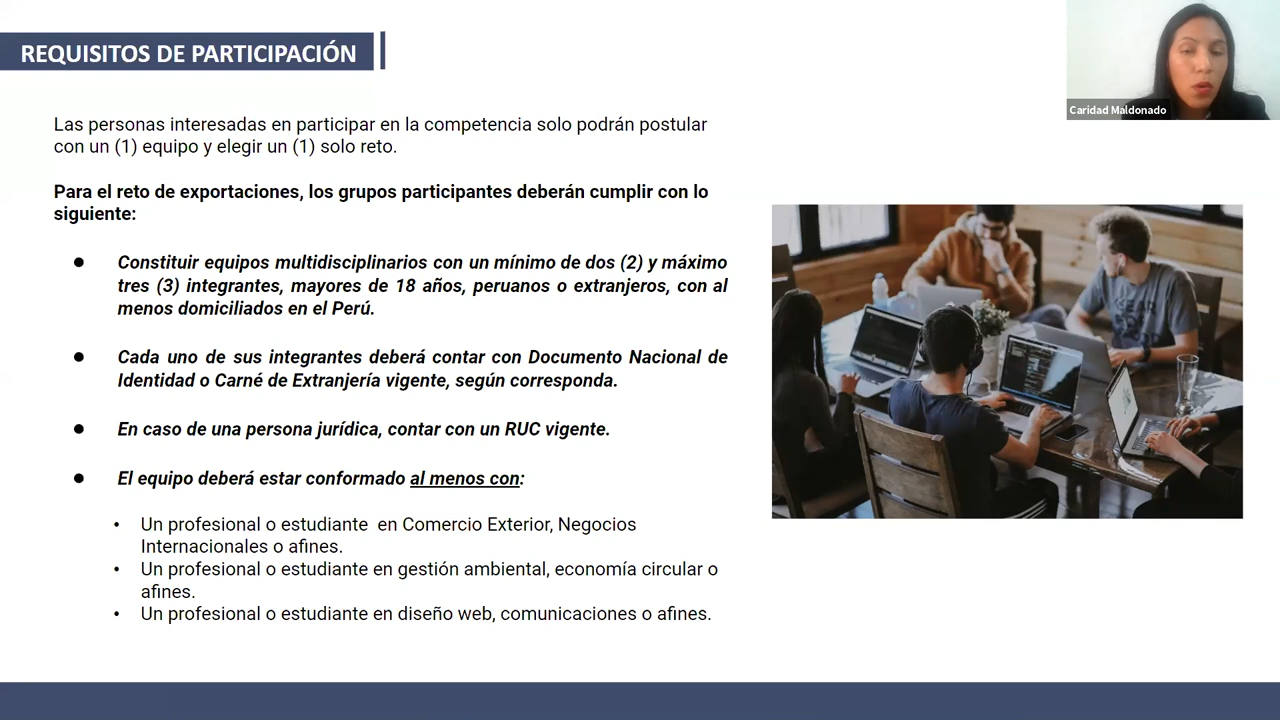 REQUISITOS DE PARTICIPACIÓN
Caridad Maldonado
Las personas interesadas en participar en la competencia solo podrán postular
con un (1) equipo y elegir un (1) solo reto.
Para el reto de exportaciones, los grupos participantes deberán cumplir con lo
siguiente:
● Constituir equipos multidisciplinarios con un mínimo de dos (2) y máximo
tres (3) integrantes, mayores de 18 años, peruanos o extranjeros, con al
menos domiciliados en el Perú.
● Cada uno de sus integrantes deberá contar con Documento Nacional de
Identidad o Carné de Extranjería vigente, según corresponda.
● En caso de una persona jurídica, contar con un RUC vigente.
● El equipo deberá estar conformado al menos con:
• Un profesional o estudiante en Comercio Exterior, Negocios
Internacionales o afines.
• Un profesional o estudiante en gestión ambiental, economía circular o
afines.
• Un profesional o estudiante en diseño web, comunicaciones o afines.